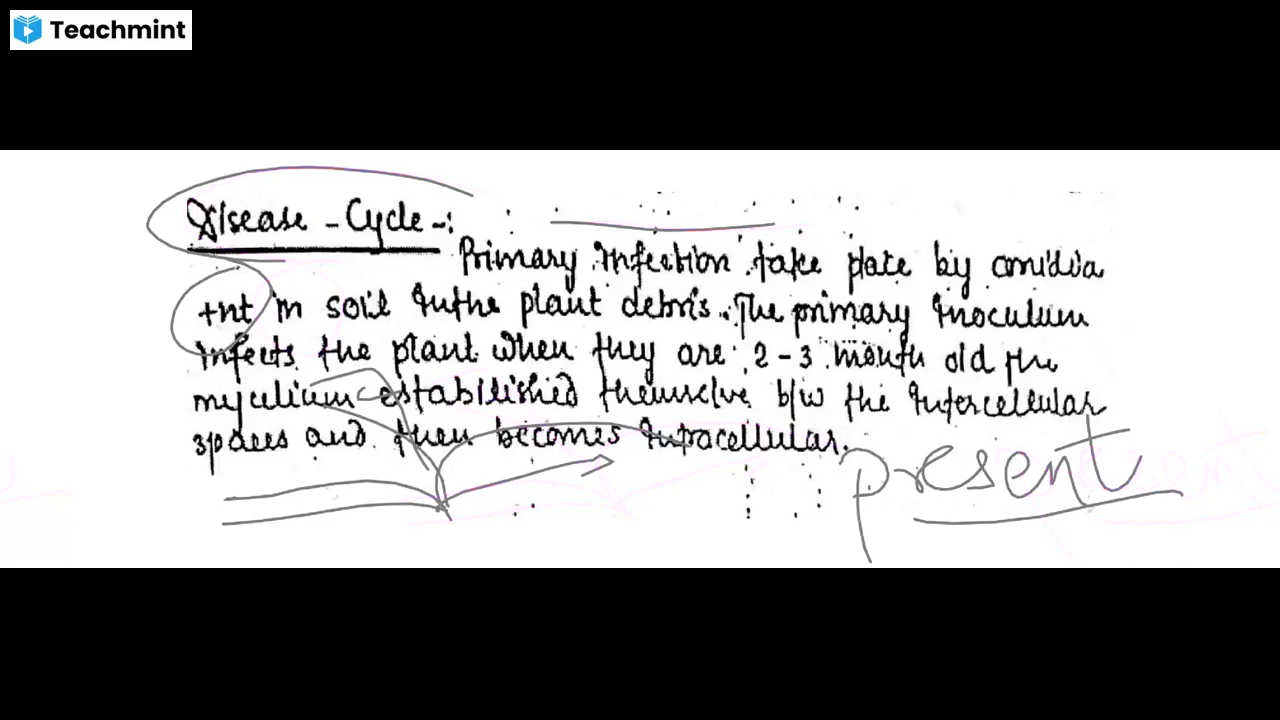 Teachmint
Disease - Cycle -:
Primary infection take place by conidia
+nt in soil in the plant debris. The primary inoculum
infects the plant when they are 2-3 month old the
mycelium established themselve b/w the intercellular
spaces and then becomes intracellular.
present